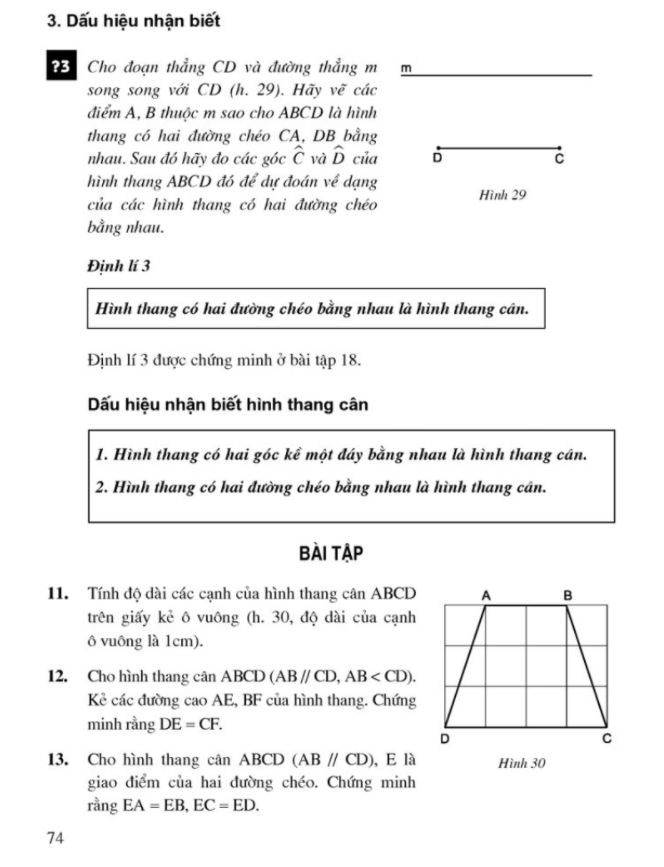 3. Dấu hiệu nhận biết
?3 Cho đoạn thẳng CD và đường thẳng m
song song với CD (h. 29). Hãy vẽ các
điểm A, B thuộc m sao cho ABCD là hình
thang có hai đường chéo CA, DB bằng
nhau. Sau đó hãy đo các góc Ĉ và D̂ của
hình thang ABCD đó để dự đoán về dạng
của các hình thang có hai đường chéo
bằng nhau.
m
D C
Hình 29
Định lí 3
Hình thang có hai đường chéo bằng nhau là hình thang cân.
Định lí 3 được chứng minh ở bài tập 18.
Dấu hiệu nhận biết hình thang cân
1. Hình thang có hai góc kề một đáy bằng nhau là hình thang cân.
2. Hình thang có hai đường chéo bằng nhau là hình thang cân.
BÀI TẬP
11. Tính độ dài các cạnh của hình thang cân ABCD
trên giấy kẻ ô vuông (h. 30, độ dài của cạnh
ô vuông là 1cm).
12. Cho hình thang cân ABCD (AB // CD, AB < CD).
Kẻ các đường cao AE, BF của hình thang. Chứng
minh rằng DE = CF.
13. Cho hình thang cân ABCD (AB // CD), E là
giao điểm của hai đường chéo. Chứng minh
rằng EA = EB, EC = ED.
A B
D C
Hình 30
74